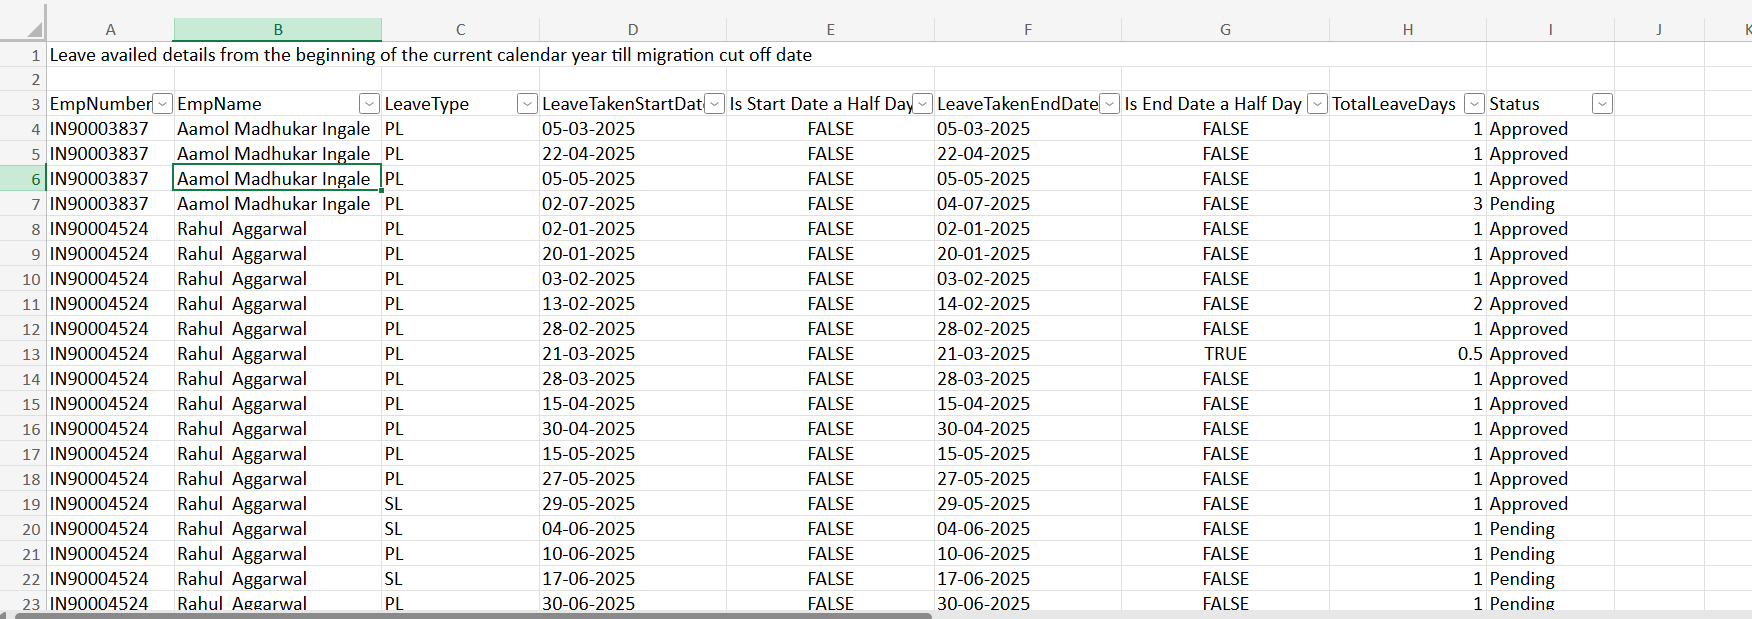 A B C D E F G H I J K
1 Leave availed details from the beginning of the current calendar year till migration cut off date
2
3 EmpNumber EmpName LeaveType LeaveTakenStartDat Is Start Date a Half Day LeaveTakenEndDate Is End Date a Half Day TotalLeaveDays Status
4 IN90003837 Aamol Madhukar Ingale PL 05-03-2025 FALSE 05-03-2025 FALSE 1 Approved
5 IN90003837 Aamol Madhukar Ingale PL 22-04-2025 FALSE 22-04-2025 FALSE 1 Approved
6 IN90003837 Aamol Madhukar Ingale PL 05-05-2025 FALSE 05-05-2025 FALSE 1 Approved
7 IN90003837 Aamol Madhukar Ingale PL 02-07-2025 FALSE 04-07-2025 FALSE 3 Pending
8 IN90004524 Rahul Aggarwal PL 02-01-2025 FALSE 02-01-2025 FALSE 1 Approved
9 IN90004524 Rahul Aggarwal PL 20-01-2025 FALSE 20-01-2025 FALSE 1 Approved
10 IN90004524 Rahul Aggarwal PL 03-02-2025 FALSE 03-02-2025 FALSE 1 Approved
11 IN90004524 Rahul Aggarwal PL 13-02-2025 FALSE 14-02-2025 FALSE 2 Approved
12 IN90004524 Rahul Aggarwal PL 28-02-2025 FALSE 28-02-2025 FALSE 1 Approved
13 IN90004524 Rahul Aggarwal PL 21-03-2025 FALSE 21-03-2025 TRUE 0.5 Approved
14 IN90004524 Rahul Aggarwal PL 28-03-2025 FALSE 28-03-2025 FALSE 1 Approved
15 IN90004524 Rahul Aggarwal PL 15-04-2025 FALSE 15-04-2025 FALSE 1 Approved
16 IN90004524 Rahul Aggarwal PL 30-04-2025 FALSE 30-04-2025 FALSE 1 Approved
17 IN90004524 Rahul Aggarwal PL 15-05-2025 FALSE 15-05-2025 FALSE 1 Approved
18 IN90004524 Rahul Aggarwal PL 27-05-2025 FALSE 27-05-2025 FALSE 1 Approved
19 IN90004524 Rahul Aggarwal SL 29-05-2025 FALSE 29-05-2025 FALSE 1 Approved
20 IN90004524 Rahul Aggarwal SL 04-06-2025 FALSE 04-06-2025 FALSE 1 Pending
21 IN90004524 Rahul Aggarwal PL 10-06-2025 FALSE 10-06-2025 FALSE 1 Pending
22 IN90004524 Rahul Aggarwal SL 17-06-2025 FALSE 17-06-2025 FALSE 1 Pending
23 IN90004524 Rahul Aggarwal PL 30-06-2025 FALSE 30-06-2025 FALSE 1 Pending